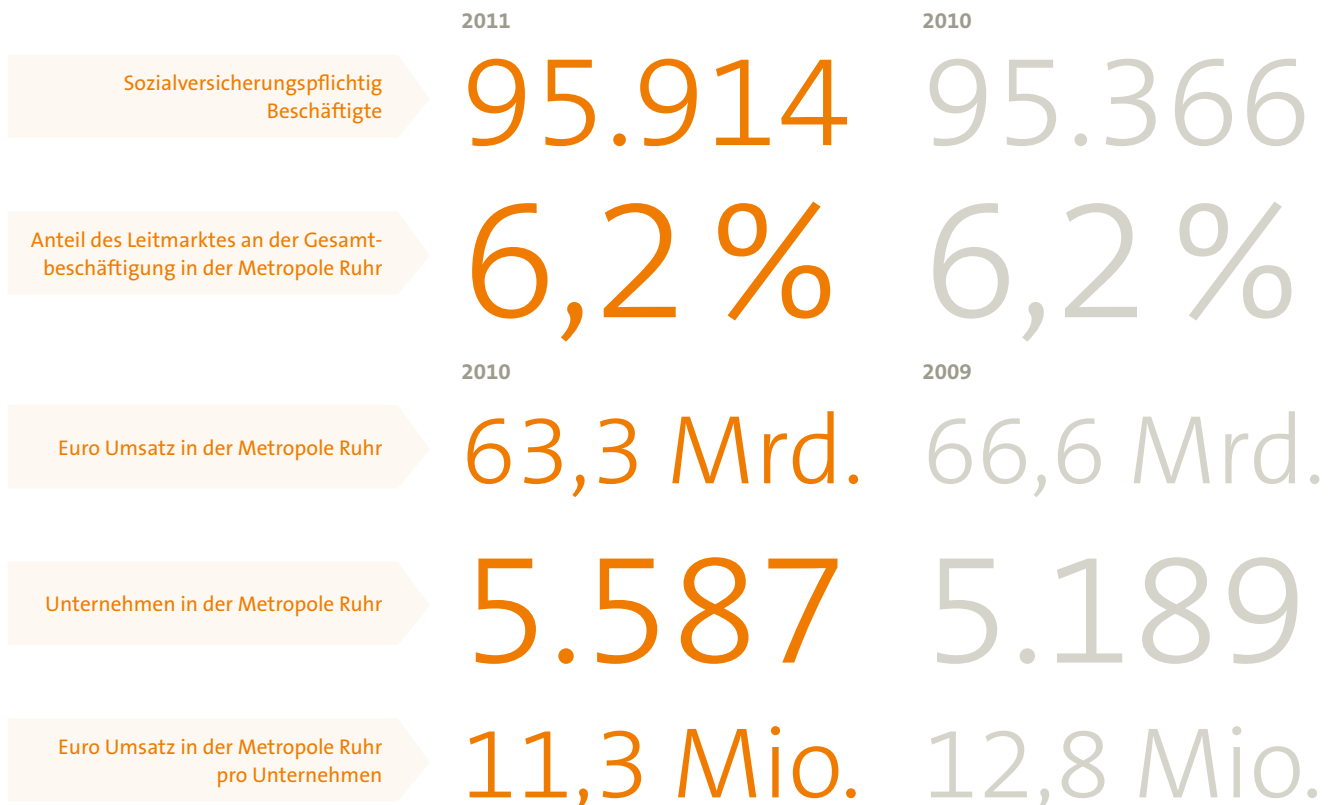 2011 2010
Sozialversicherungspflichtig
Beschäftigte
95.914 95.366
Anteil des Leitmarktes an der Gesamt-
beschäftigung in der Metropole Ruhr
6,2 % 6,2 %
2010 2009
Euro Umsatz in der Metropole Ruhr
63,3 Mrd. 66,6 Mrd.
Unternehmen in der Metropole Ruhr
5.587 5.189
Euro Umsatz in der Metropole Ruhr
pro Unternehmen
11,3 Mio. 12,8 Mio.